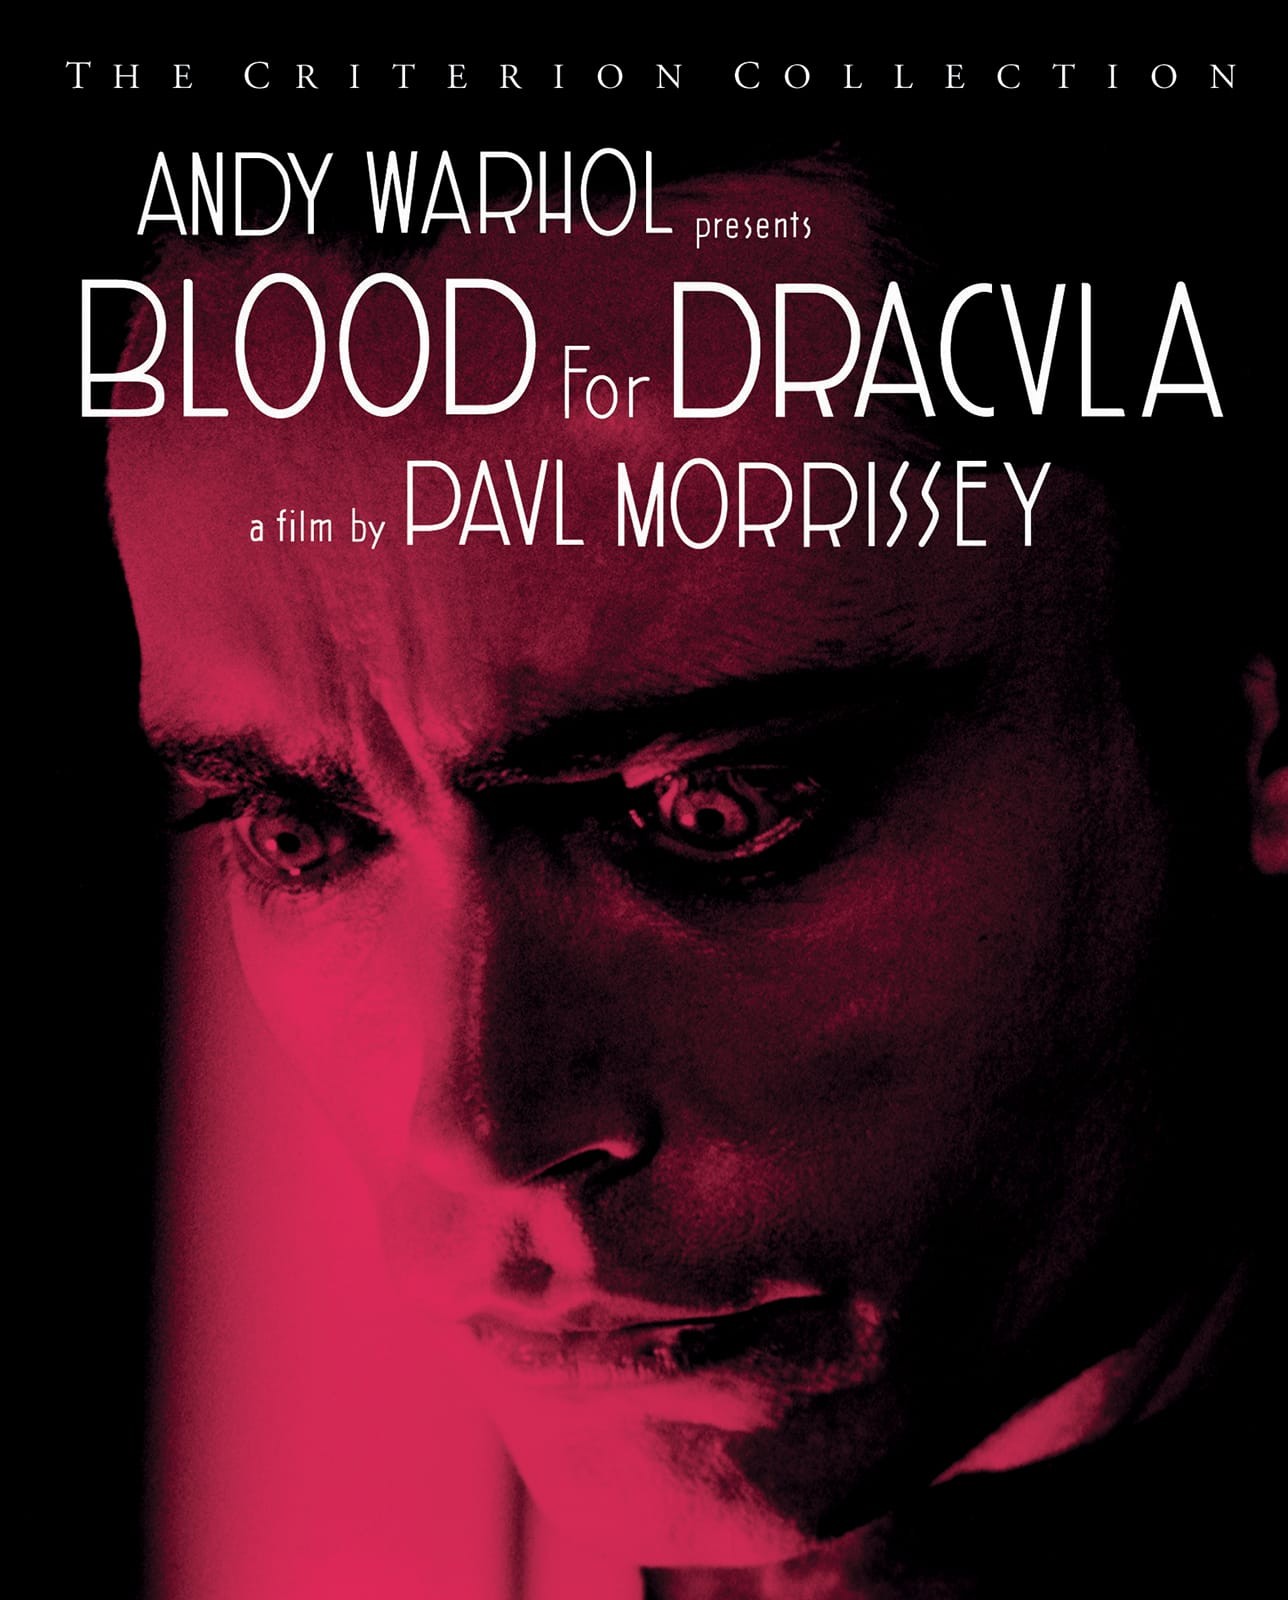 THE CRITERION COLLECTION
ANDY WARHOL presents
BLOOD For DRACVLA
a film by PAVL MORRISSEY